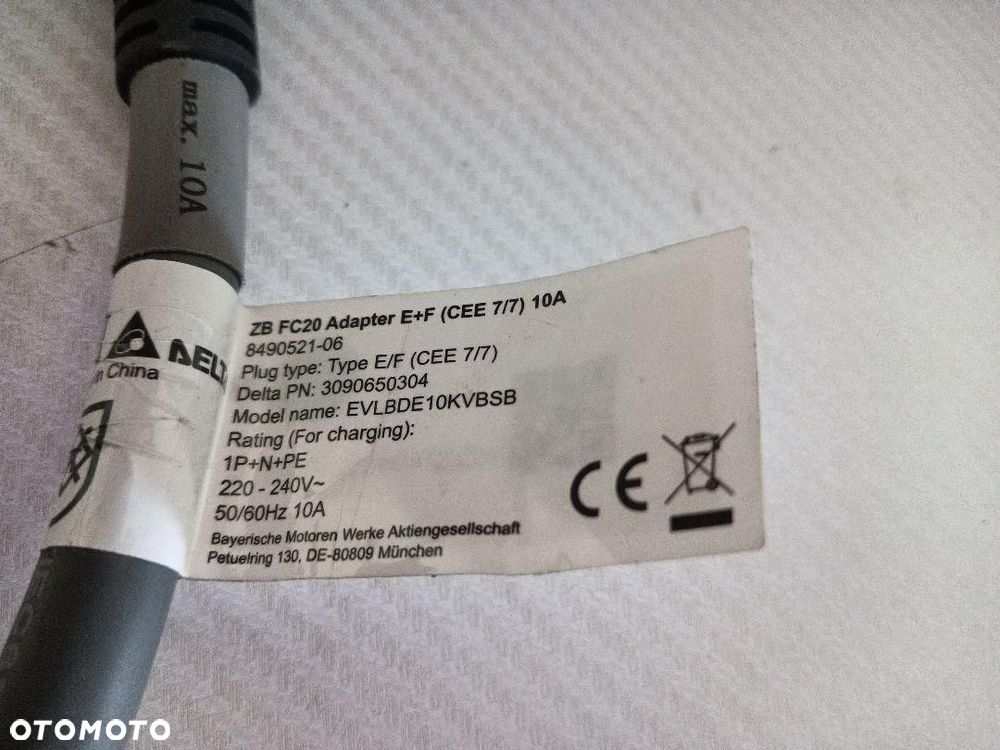 max. 10A
DELT
in China
ZB FC20 Adapter E+F (CEE 7/7) 10A
8490521-06
Plug type: Type E/F (CEE 7/7)
Delta PN: 3090650304
Model name: EVLBDE10KVBSB
Rating (For charging):
1P+N+PE
220 - 240V~
50/60Hz 10A
Bayerische Motoren Werke Aktiengesellschaft
Petuelring 130, DE-80809 München
CE
OTOMOTO